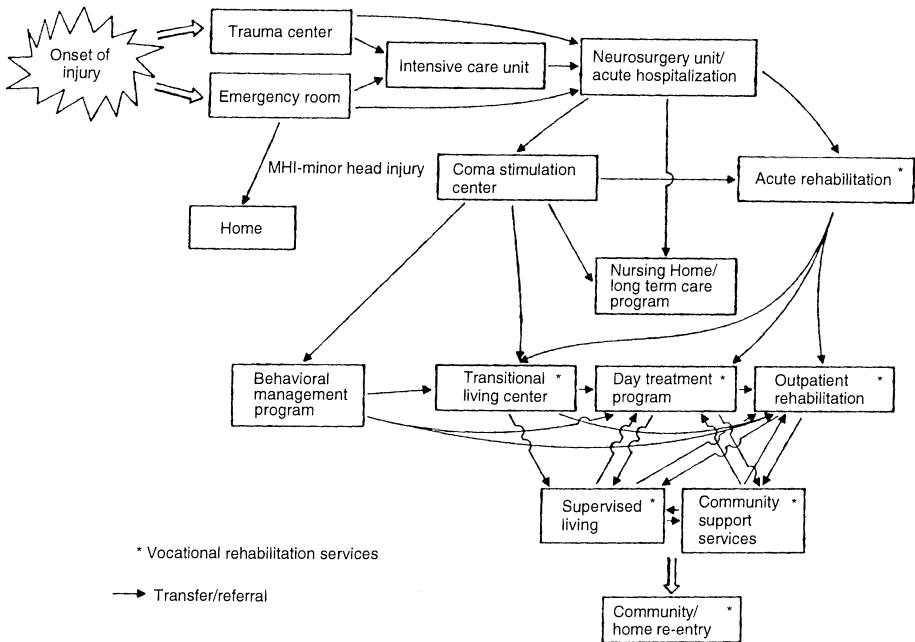 Onset of
injury
Trauma center
Emergency room
Intensive care unit
Neurosurgery unit/
acute hospitalization
MHI-minor head injury
Home
Coma stimulation
center
Acute rehabilitation *
Nursing Home/
long term care
program
Behavioral
management
program
Transitional *
living center
Day treatment *
program
Outpatient *
rehabilitation
Supervised *
living
Community *
support
services
* Vocational rehabilitation services
Transfer/referral
Community/ *
home re-entry